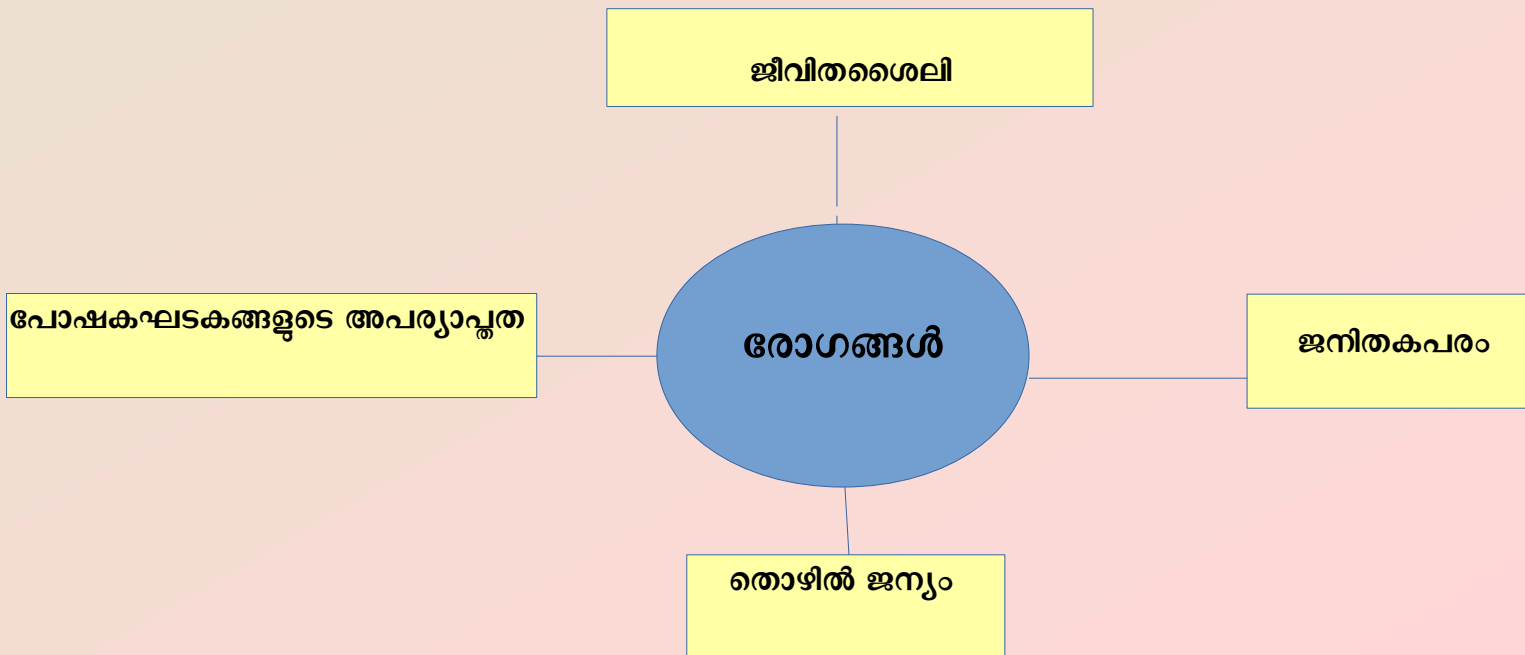 ജീവിതശൈലി
പോഷകഘടകങ്ങളുടെ അപര്യാപ്തത
രോഗങ്ങൾ
ജനിതകപരം
തൊഴിൽ ജന്യം